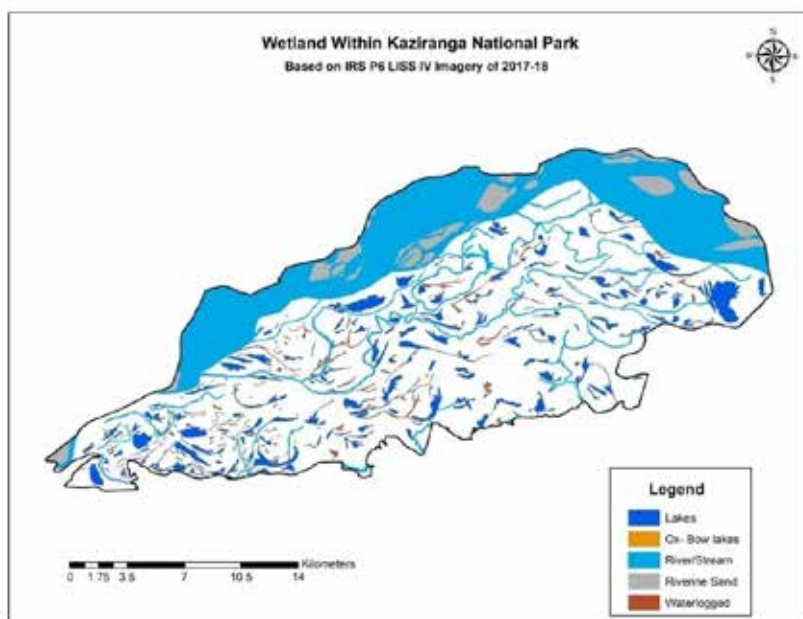 Wetland Within Kaziranga National Park
Based on IRS P6 LISS IV Imagery of 2017-18
Legend
Lakes
Ox- Bow lakes
River/Stream
Riverine Sand
Waterlogged
Kilometers
0 1.75 3.5 7 10.5 14